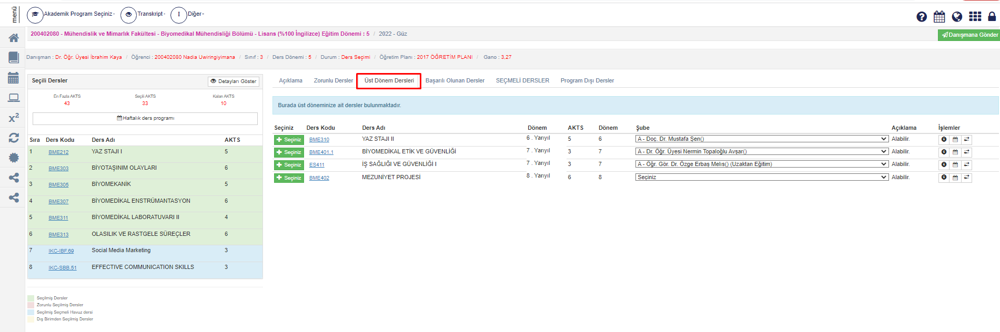 menü
Akademik Program Seçiniz -
Transkript -
Diğer -
200402080 - Mühendislik ve Mimarlık Fakültesi - Biyomedikal Mühendisliği Bölümü - Lisans (%100 İngilizce) Eğitim Dönemi : 5 / 2022 - Güz
Danışmana Gönder
Danışman : Dr. Öğr. Üyesi İbrahim Kaya / Öğrenci : 200402080 Nadia Uwiringiyimana / Sınıf : 3 / Ders Dönemi : 5 / Durum : Ders Seçimi / Öğretim Planı : 2017 ÖĞRETİM PLANI / Gano : 3,27
Seçili Dersler
Detayları Göster
En Fazla AKTS Seçili AKTS Kalan AKTS
43 33 10
Haftalık ders programı
Sıra Ders Kodu Ders Adı AKTS
1 BME212 YAZ STAJI I 5
2 BME303 BİYOTAŞINIM OLAYLARI 6
3 BME305 BİYOMEKANİK 5
4 BME307 BİYOMEDİKAL ENSTRÜMANTASYON 6
5 BME311 BİYOMEDİKAL LABORATUVARI II 4
6 BME313 OLASILIK VE RASTGELE SÜREÇLER 6
7 IKC-IBF.69 Social Media Marketing 3
8 IKC-SBB.51 EFFECTIVE COMMUNICATION SKILLS 3
Seçilmiş Dersler
Zorunlu Seçilmiş Dersler
Seçilmiş Seçmeli Havuz dersi
Dış Birimden Seçilmiş Dersler
Açıklama Zorunlu Dersler Üst Dönem Dersleri Başarılı Olunan Dersler SEÇMELİ DERSLER Program Dışı Dersler
Burada üst döneminize ait dersler bulunmaktadır.
Seçiniz Ders Kodu Ders Adı Dönem AKTS Dönem Şube Açıklama İşlemler
Seçiniz BME310 YAZ STAJI II 6 . Yarıyıl 5 6 A - Doç. Dr. Mustafa Şen() Alabilir.
Seçiniz BME401.1 BİYOMEDİKAL ETİK VE GÜVENLİĞİ 7 . Yarıyıl 3 7 A - Dr. Öğr. Üyesi Nermin Topaloğlu Avşar() Alabilir.
Seçiniz ES411 İŞ SAĞLIĞI VE GÜVENLİĞİ I 7 . Yarıyıl 3 7 A - Öğr. Gör. Dr. Özge Erbaş Melıs() (Uzaktan Eğitim) Alabilir.
Seçiniz BME402 MEZUNİYET PROJESİ 8 . Yarıyıl 6 8 Seçiniz Alabilir.